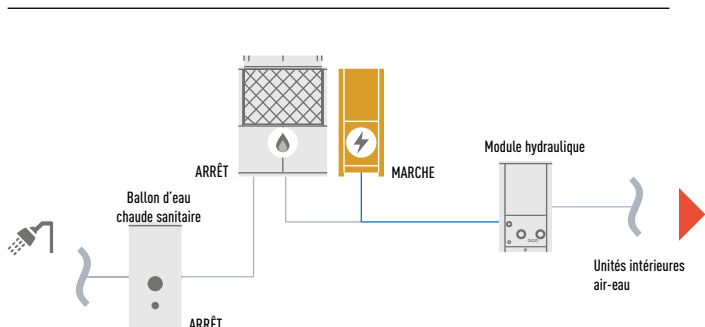 ARRÊT
MARCHE
Module hydraulique
Ballon d'eau
chaude sanitaire
Unités intérieures
air-eau
ARRÊT